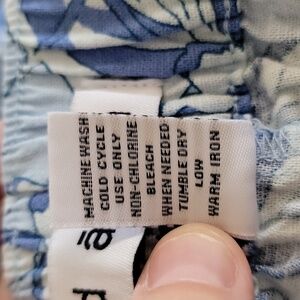 MACHINE WASH
COLD CYCLE
USE ONLY
NON-CHLORINE
BLEACH
WHEN NEEDED
TUMBLE DRY
LOW
WARM IRON